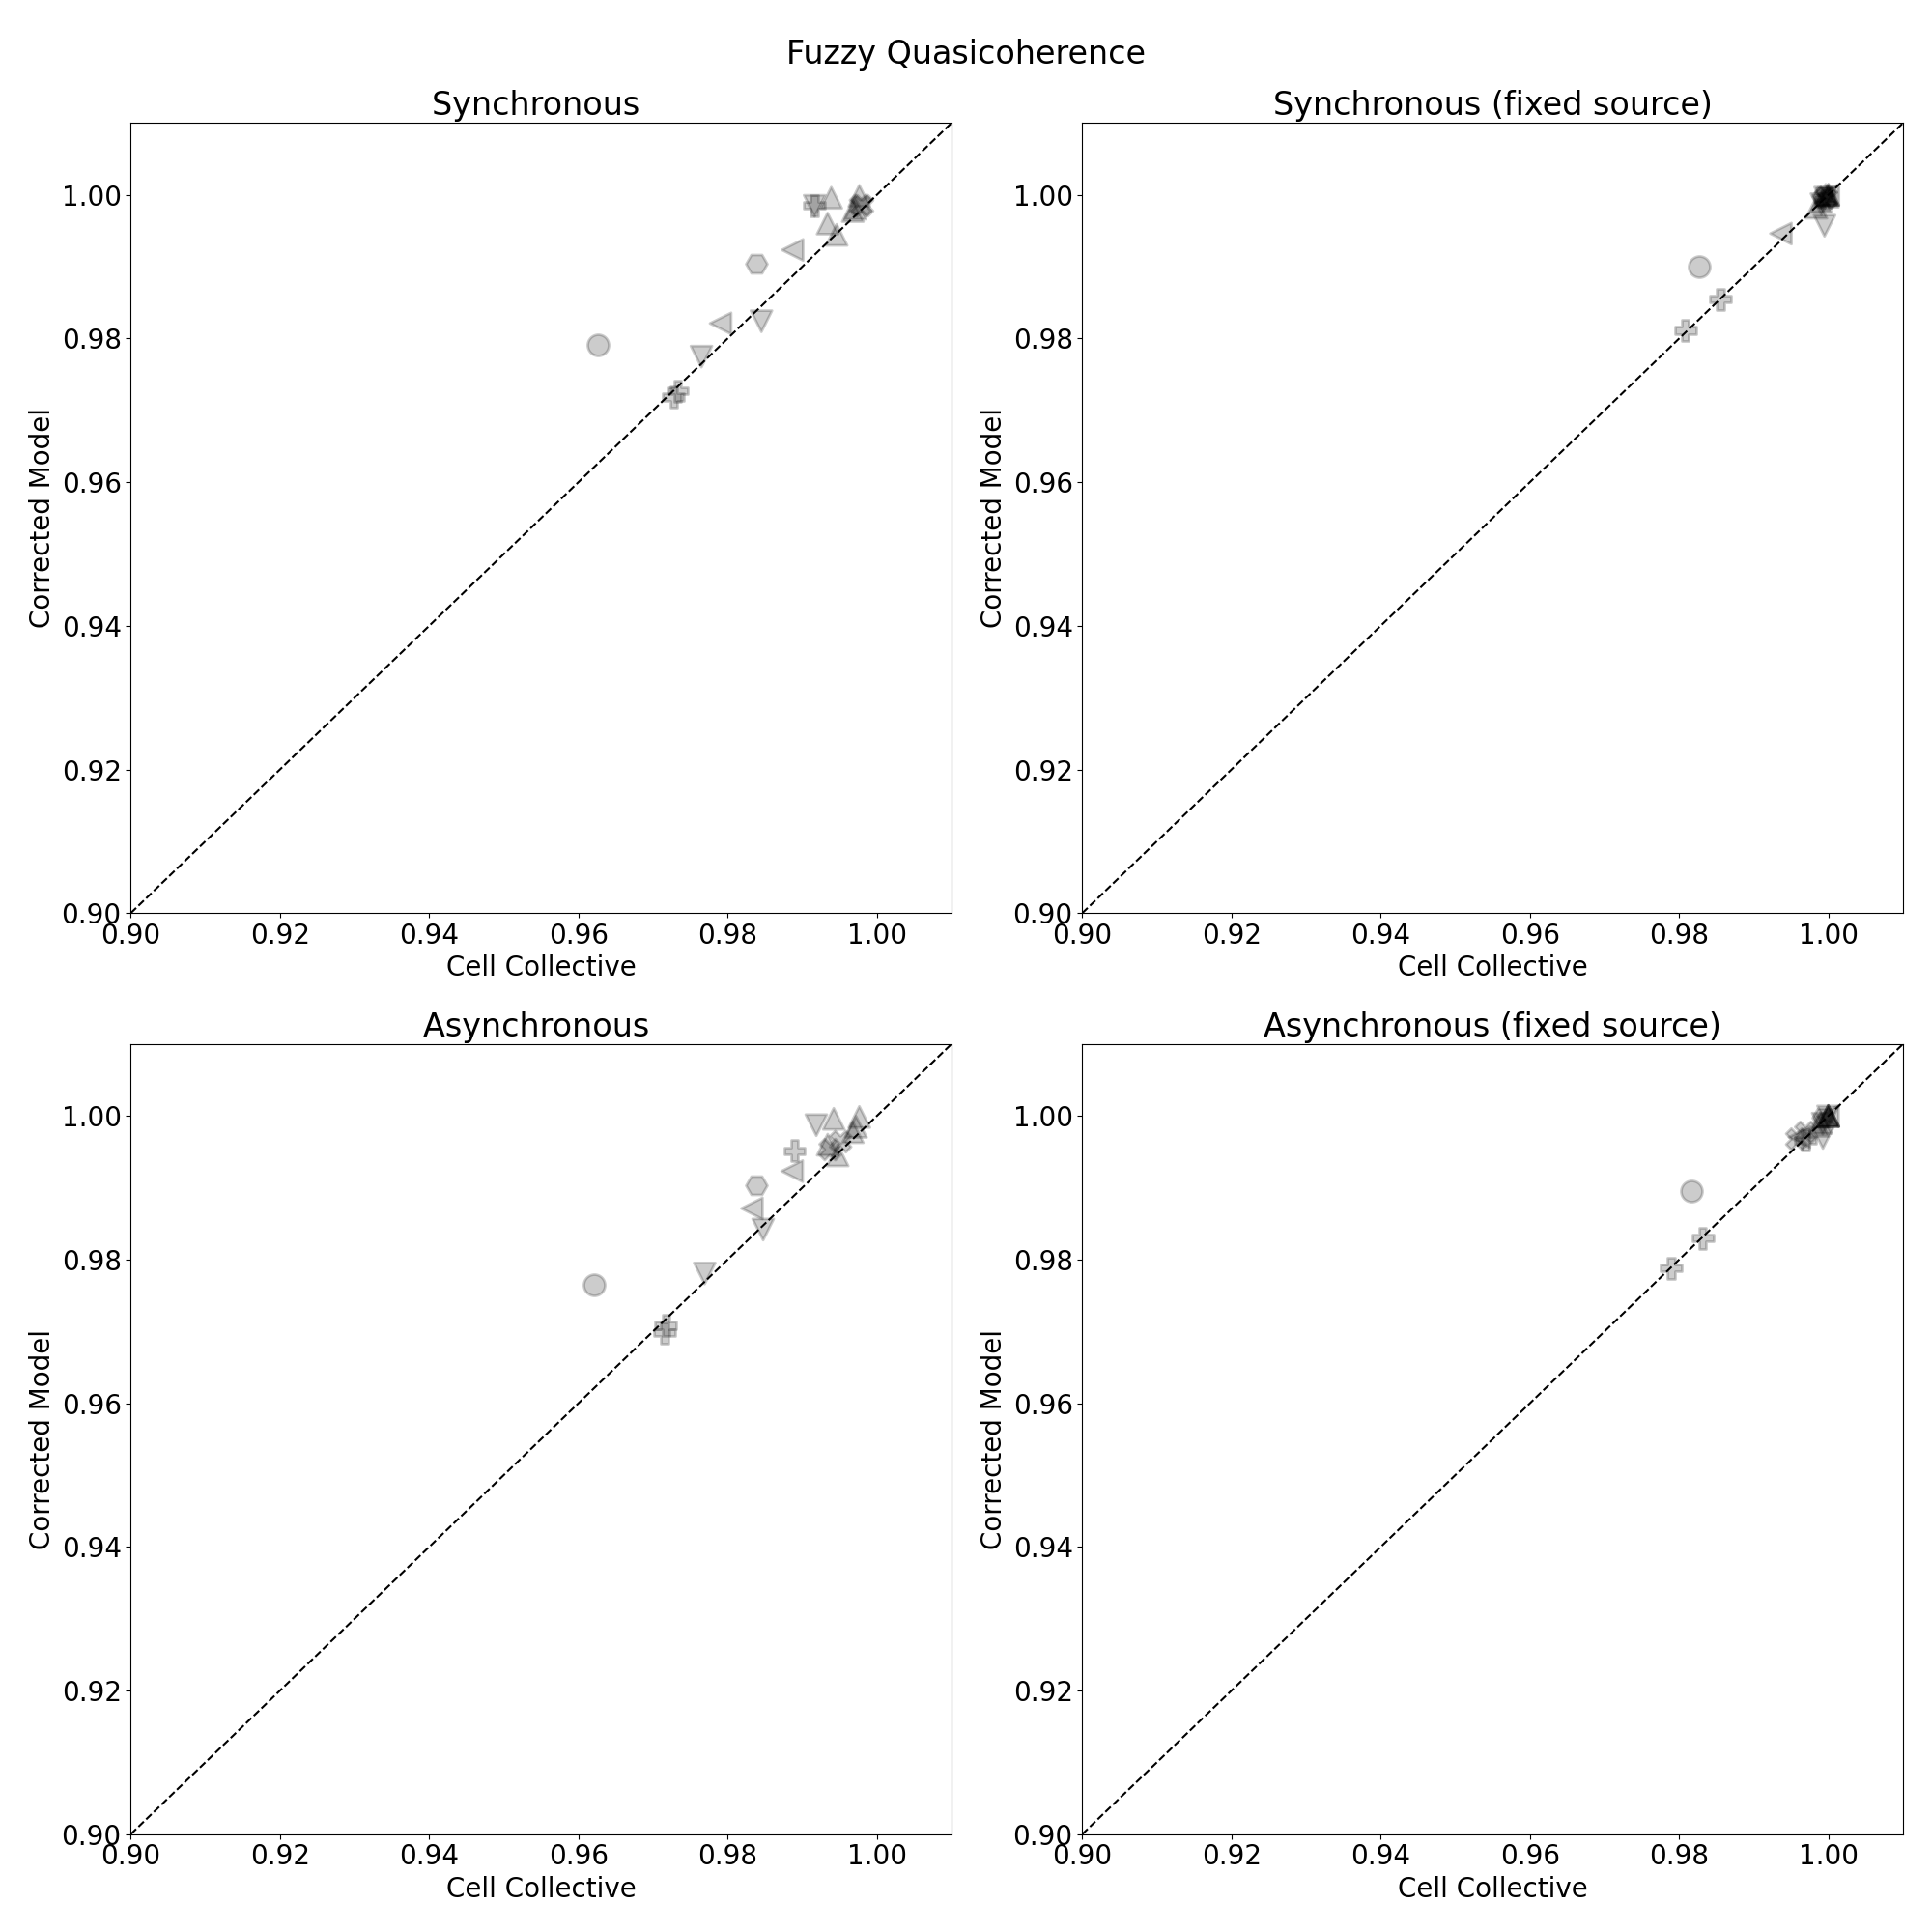 Fuzzy Quasicoherence
Synchronous
Corrected Model
1.00
0.98
0.96
0.94
0.92
0.90
0.90 0.92 0.94 0.96 0.98 1.00
Cell Collective
Synchronous (fixed source)
Corrected Model
1.00
0.98
0.96
0.94
0.92
0.90
0.90 0.92 0.94 0.96 0.98 1.00
Cell Collective
Asynchronous
Corrected Model
1.00
0.98
0.96
0.94
0.92
0.90
0.90 0.92 0.94 0.96 0.98 1.00
Cell Collective
Asynchronous (fixed source)
Corrected Model
1.00
0.98
0.96
0.94
0.92
0.90
0.90 0.92 0.94 0.96 0.98 1.00
Cell Collective